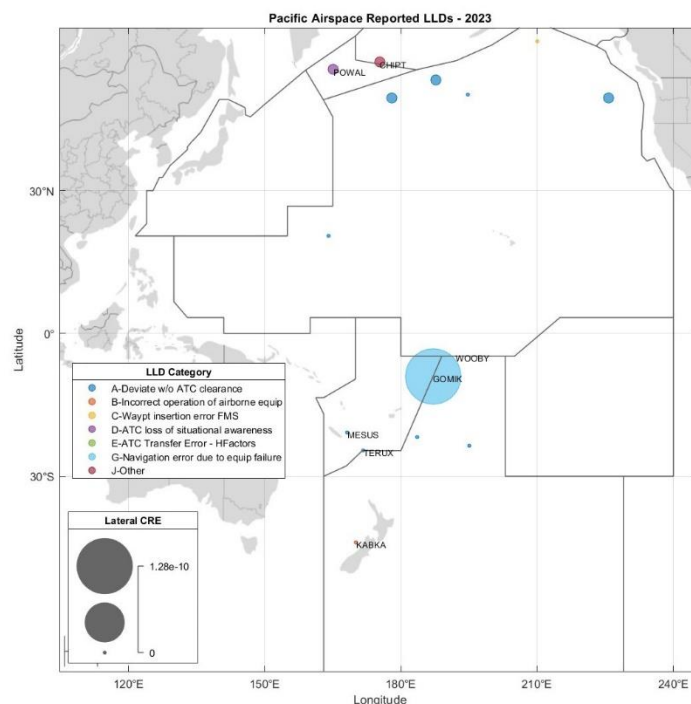 Pacific Airspace Reported LLDs - 2023
CHIPT
POWAL
30°N
0°
30°S
Latitude
WOOBY
GOMIK
MESUS
TERUX
KABKA
LLD Category
A-Deviate w/o ATC clearance
B-Incorrect operation of airborne equip
C-Waypt insertion error FMS
D-ATC loss of situational awareness
E-ATC Transfer Error - HFactors
G-Navigation error due to equip failure
J-Other
Lateral CRE
1.28e-10
0
120°E 150°E 180°E 210°E 240°E
Longitude